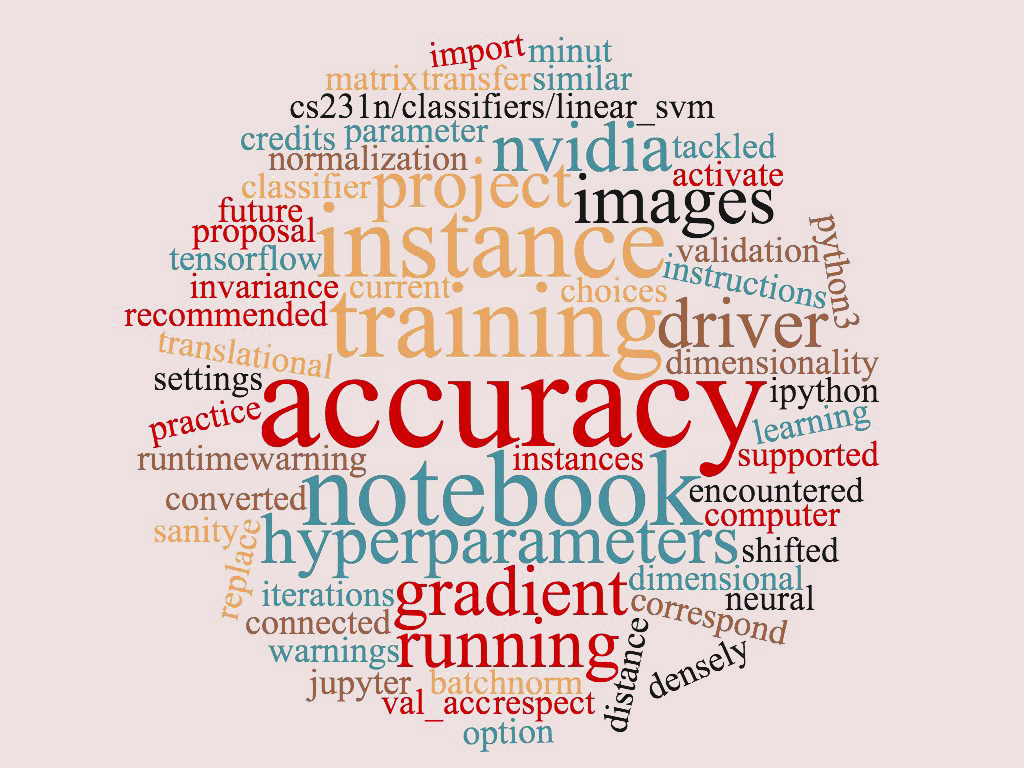 import minut
matrix transfer similar
cs231n/classifiers/linear_svm
credits parameter nvidia tackled
normalization project activate
classifier images
future instance
proposal validation python3
tensorflow instructions
invariance current choices
recommended training driver
translational dimensionality
settings accuracy ipython
practice learning
runtimewarning instances supported
converted notebook encountered
sanity computer
replace hyperparameters shifted
iterations gradient dimensional
connected correspond neural
warnings running distance densely
jupyter batchnorm
val_acc respect
option